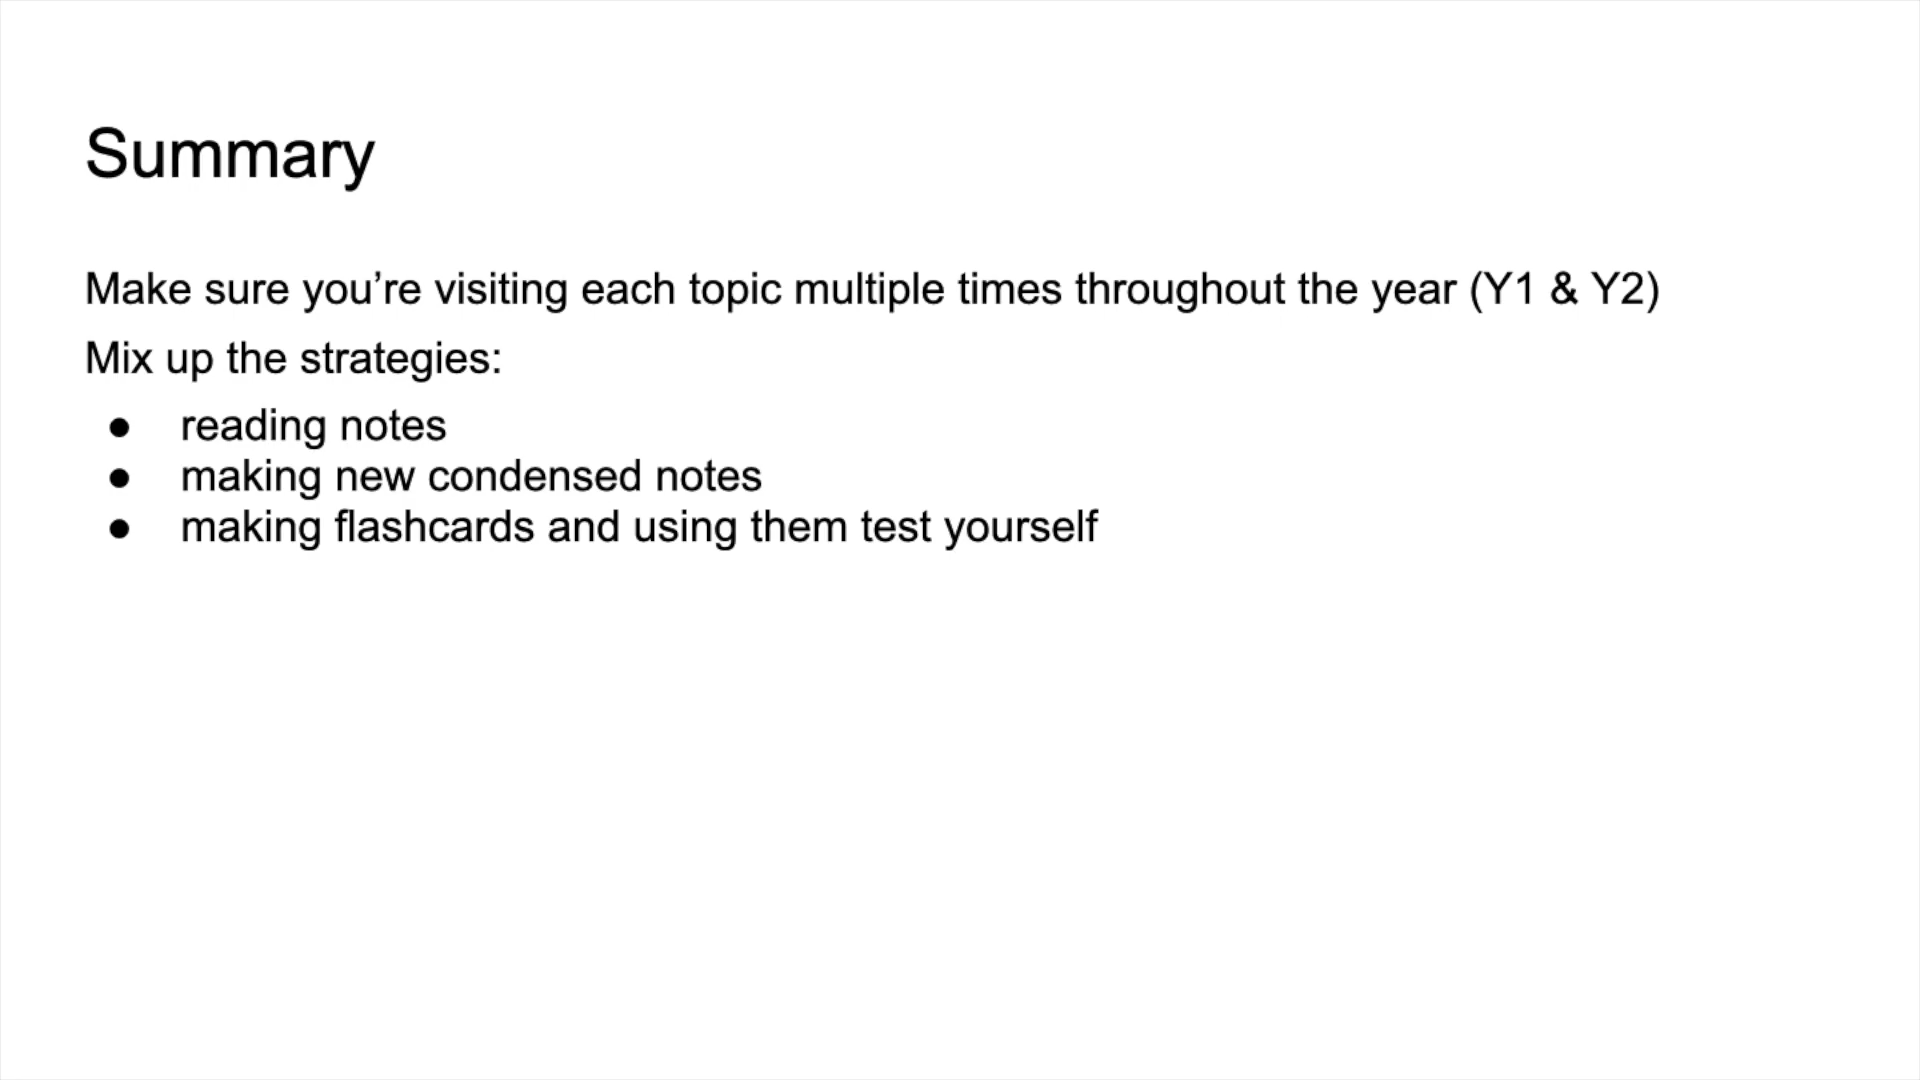 Summary
Make sure you’re visiting each topic multiple times throughout the year (Y1 & Y2)
Mix up the strategies:
● reading notes
● making new condensed notes
● making flashcards and using them test yourself